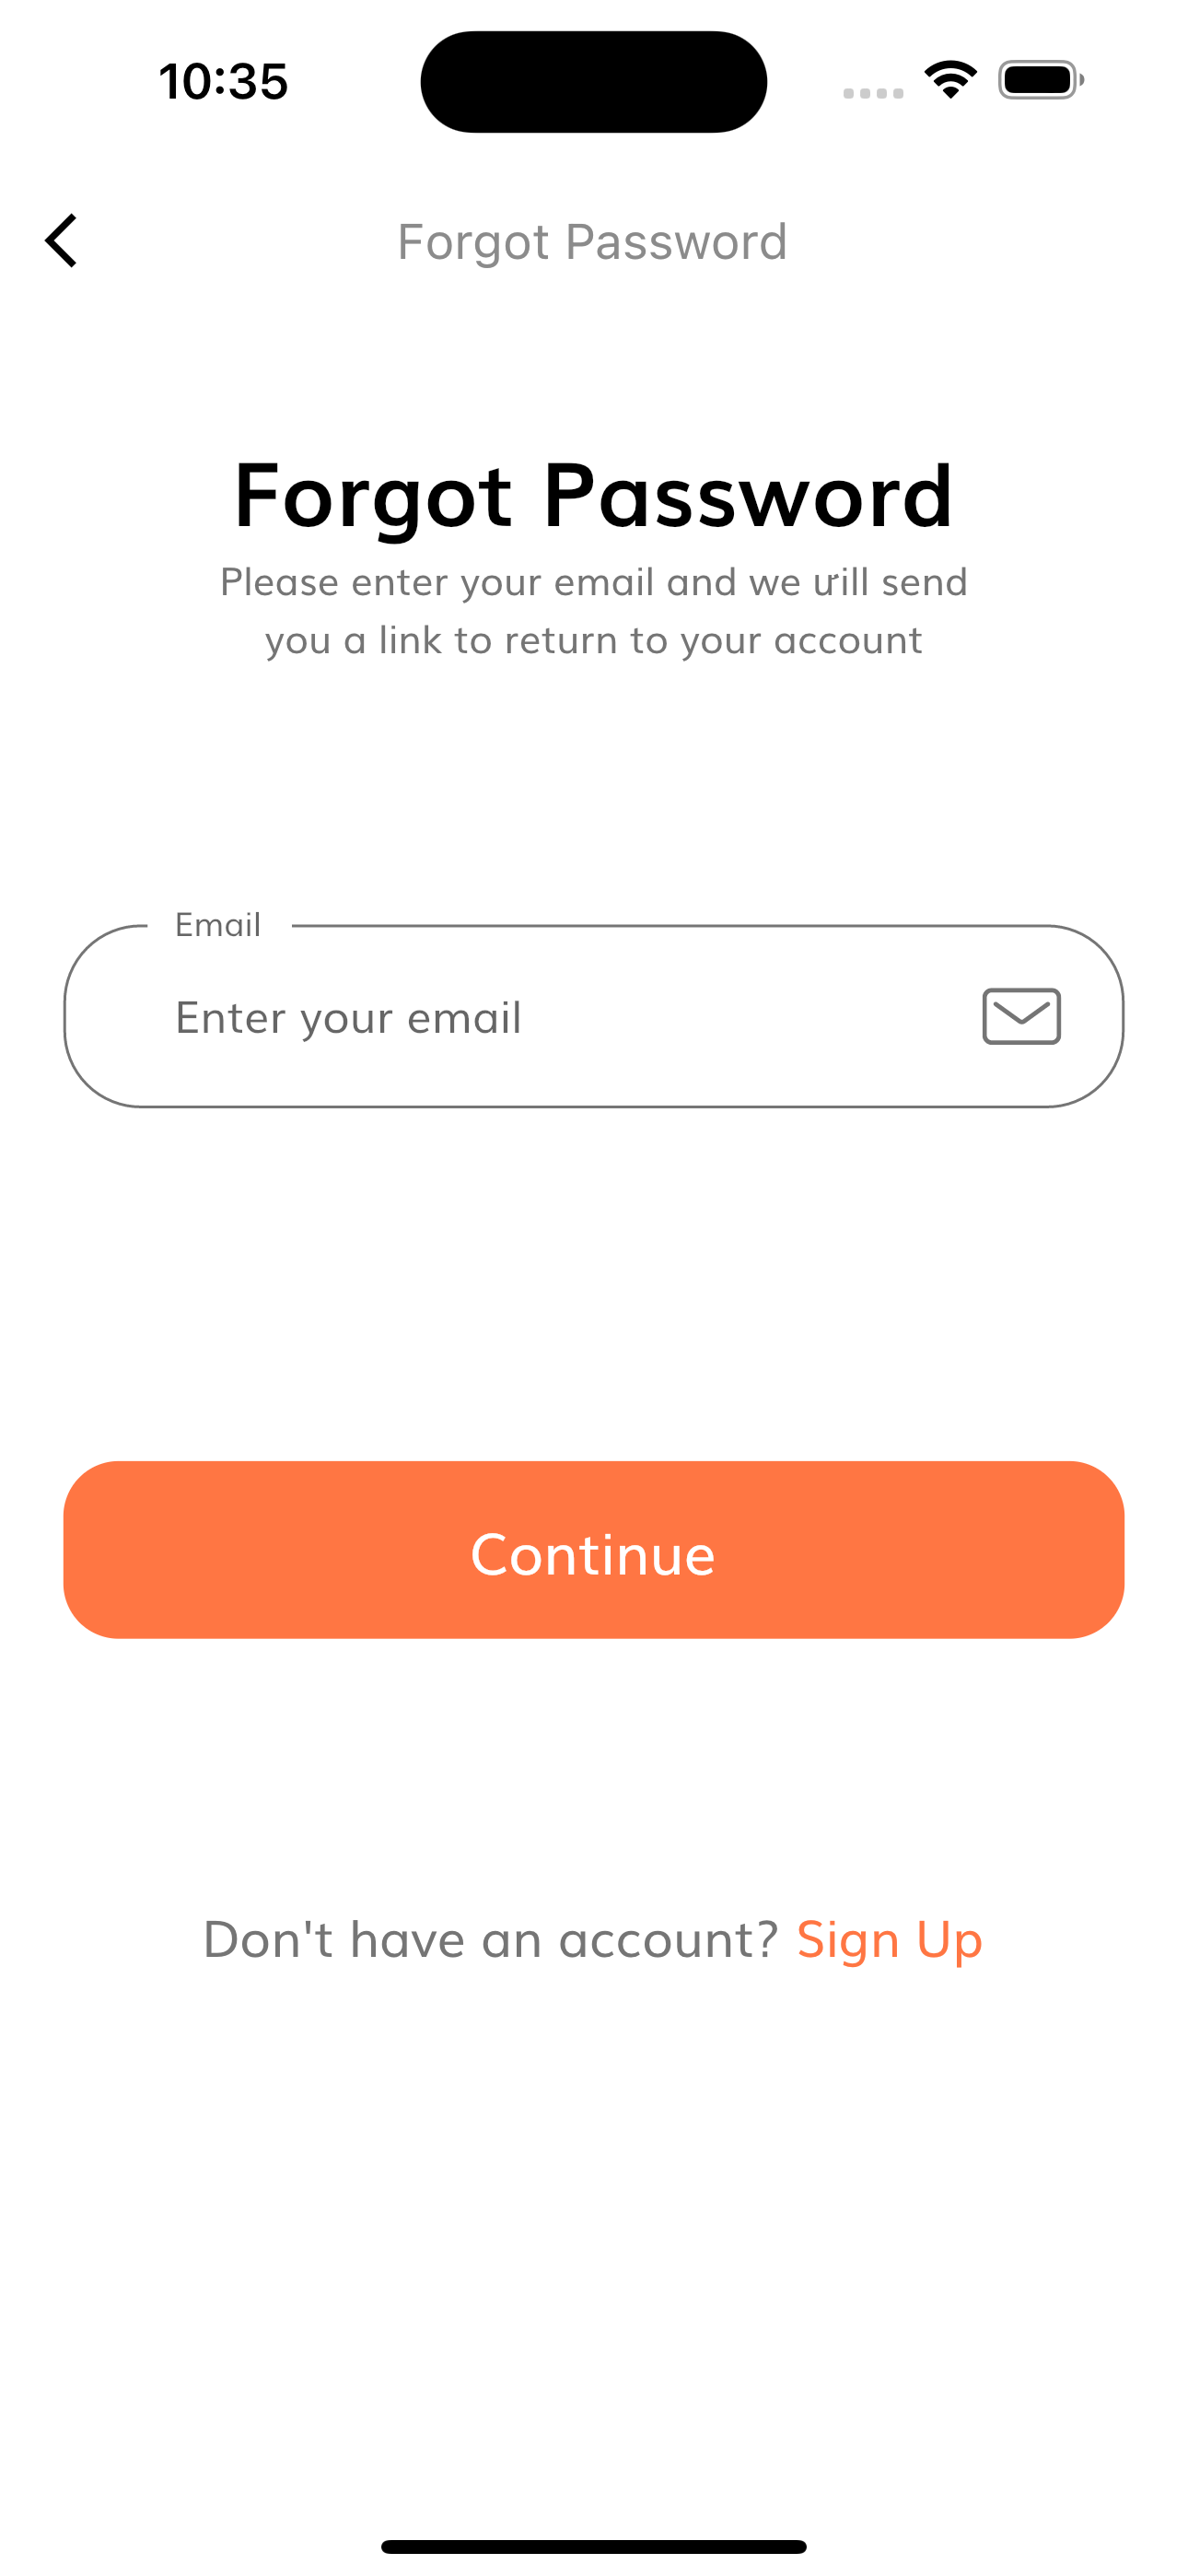 10:35
Forgot Password
Forgot Password
Please enter your email and we ưill send
you a link to return to your account
Email
Enter your email
Continue
Don't have an account? Sign Up